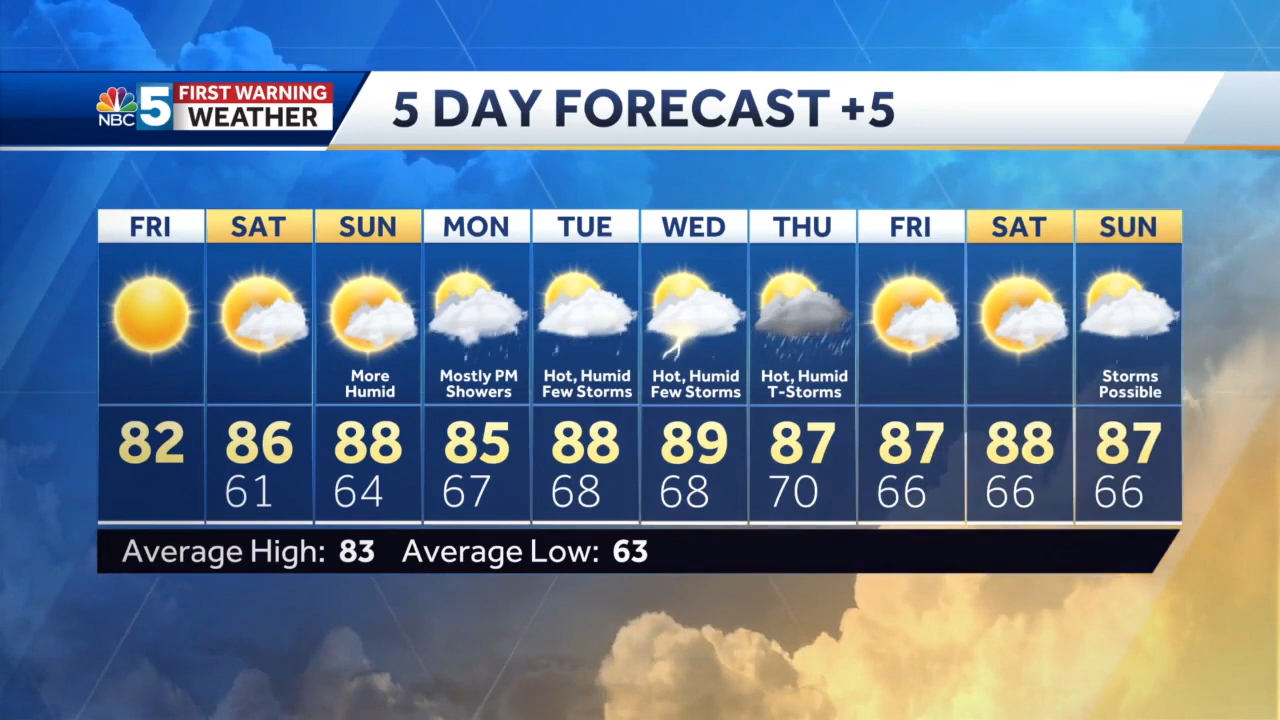 NBC 5 FIRST WARNING
WEATHER
5 DAY FORECAST +5
FRI SAT SUN MON TUE WED THU FRI SAT SUN
More Mostly PM Hot, Humid Hot, Humid Hot, Humid Storms
Humid Showers Few Storms Few Storms T-Storms Possible
82 86 88 85 88 89 87 87 88 87
61 64 67 68 68 70 66 66 66
Average High: 83 Average Low: 63